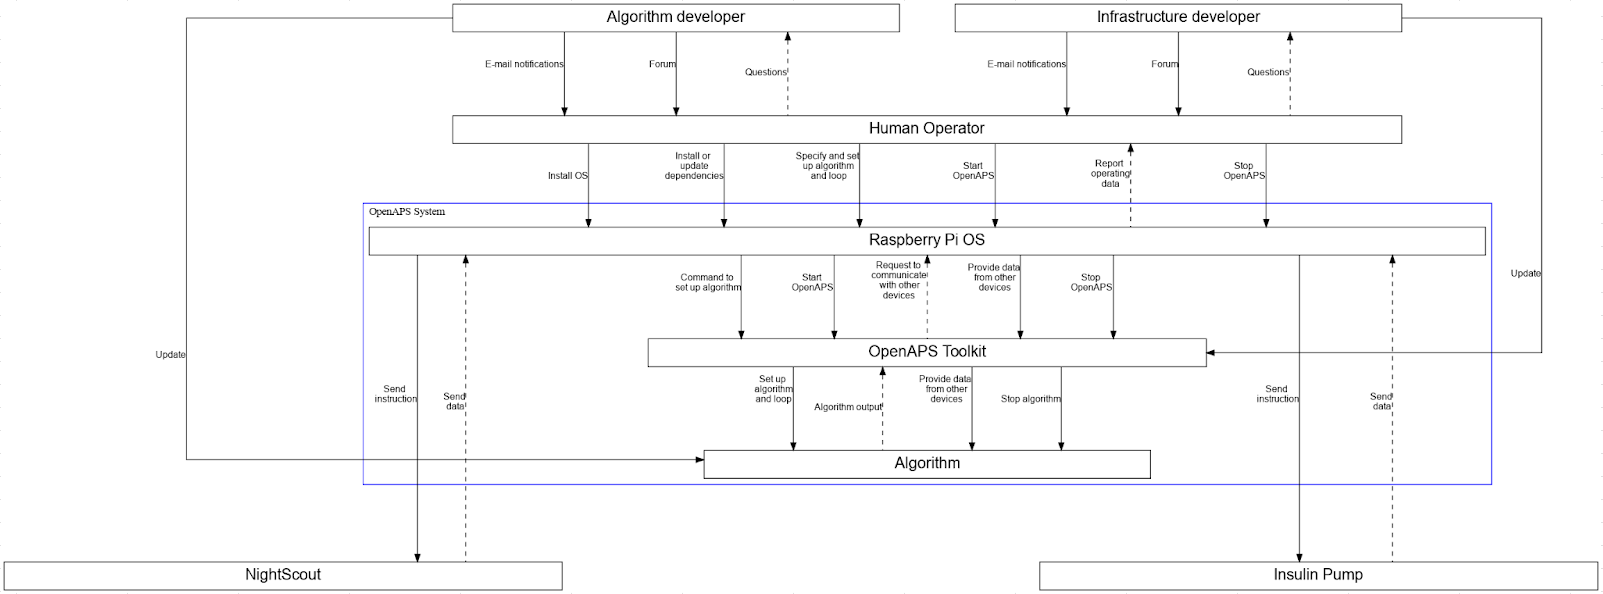 Algorithm developer
Infrastructure developer
E-mail notifications
Forum
Questions
E-mail notifications
Forum
Questions
Human Operator
Install OS
Install or
update
dependencies
Specify and set
up algorithm
and loop
Start
OpenAPS
Report
operating
data
Stop
OpenAPS
OpenAPS System
Raspberry Pi OS
Command to
set up algorithm
Start
OpenAPS
Request to
communicate
with other
devices
Provide data
from other
devices
Stop
OpenAPS
Update
OpenAPS Toolkit
Update
Send
instruction
Send
data
Set up
algorithm
and loop
Algorithm output
Provide data
from other
devices
Stop algorithm
Send
instruction
Send
data
Algorithm
NightScout
Insulin Pump